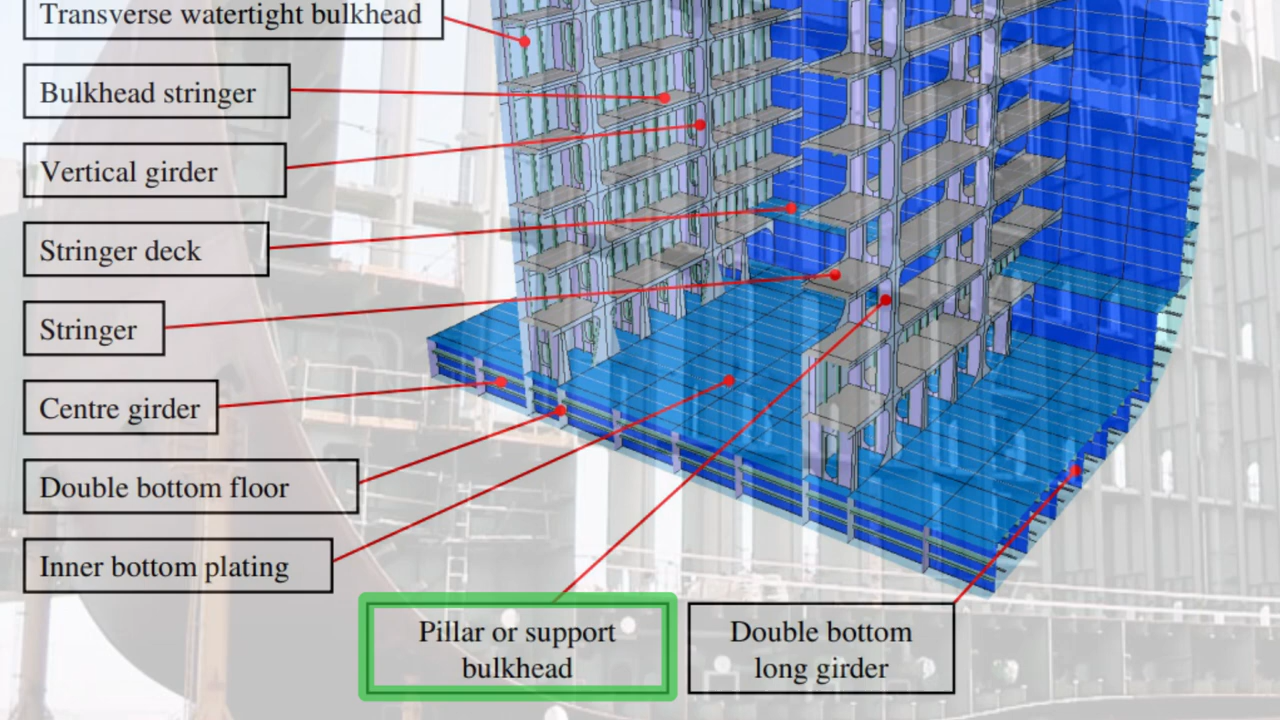 Transverse watertight bulkhead
Bulkhead stringer
Vertical girder
Stringer deck
Stringer
Centre girder
Double bottom floor
Inner bottom plating
Pillar or support
bulkhead
Double bottom
long girder